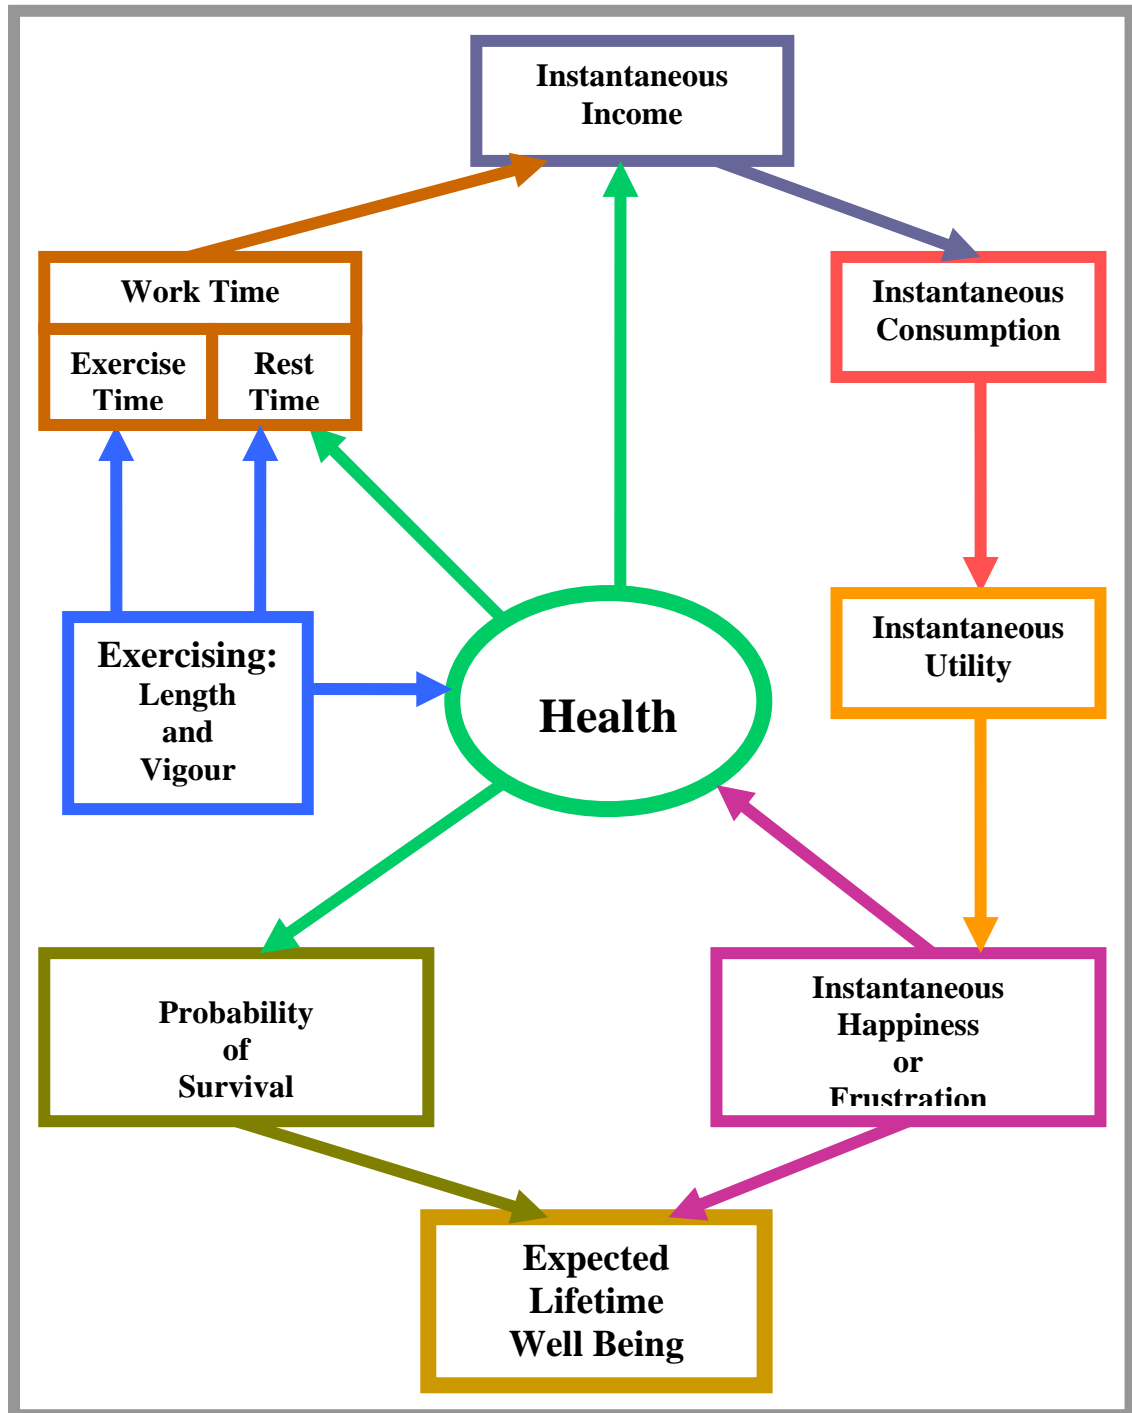 Instantaneous
Income
Work Time
Exercise
Time
Rest
Time
Instantaneous
Consumption
Exercising:
Length
and
Vigour
Health
Instantaneous
Utility
Probability
of
Survival
Instantaneous
Happiness
or
Frustration
Expected
Lifetime
Well Being